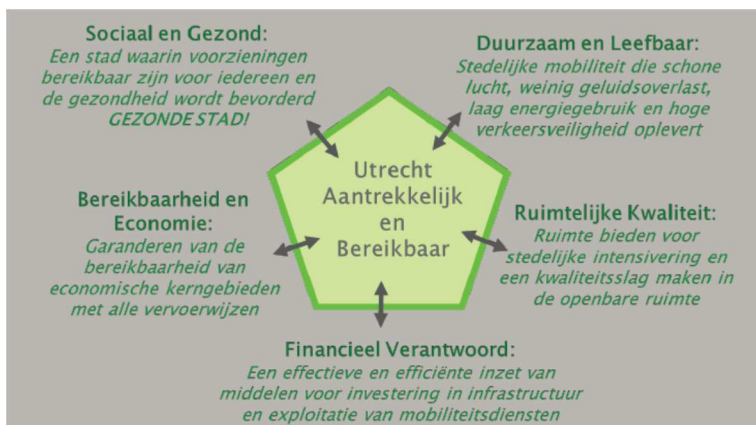 Sociaal en Gezond:
Een stad waarin voorzieningen
bereikbaar zijn voor iedereen en
de gezondheid wordt bevorderd
GEZONDE STAD!
Duurzaam en Leefbaar:
Stedelijke mobiliteit die schone
lucht, weinig geluidsoverlast,
laag energiegebruik en hoge
verkeersveiligheid oplevert
Utrecht
Aantrekkelijk
en
Bereikbaar
Bereikbaarheid en
Economie:
Garanderen van de
bereikbaarheid van
economische kerngebieden
met alle vervoerwijzen
Ruimtelijke Kwaliteit:
Ruimte bieden voor
stedelijke intensivering en
een kwaliteitsslag maken in
de openbare ruimte
Financieel Verantwoord:
Een effectieve en efficiënte inzet van
middelen voor investering in infrastructuur
en exploitatie van mobiliteitsdiensten